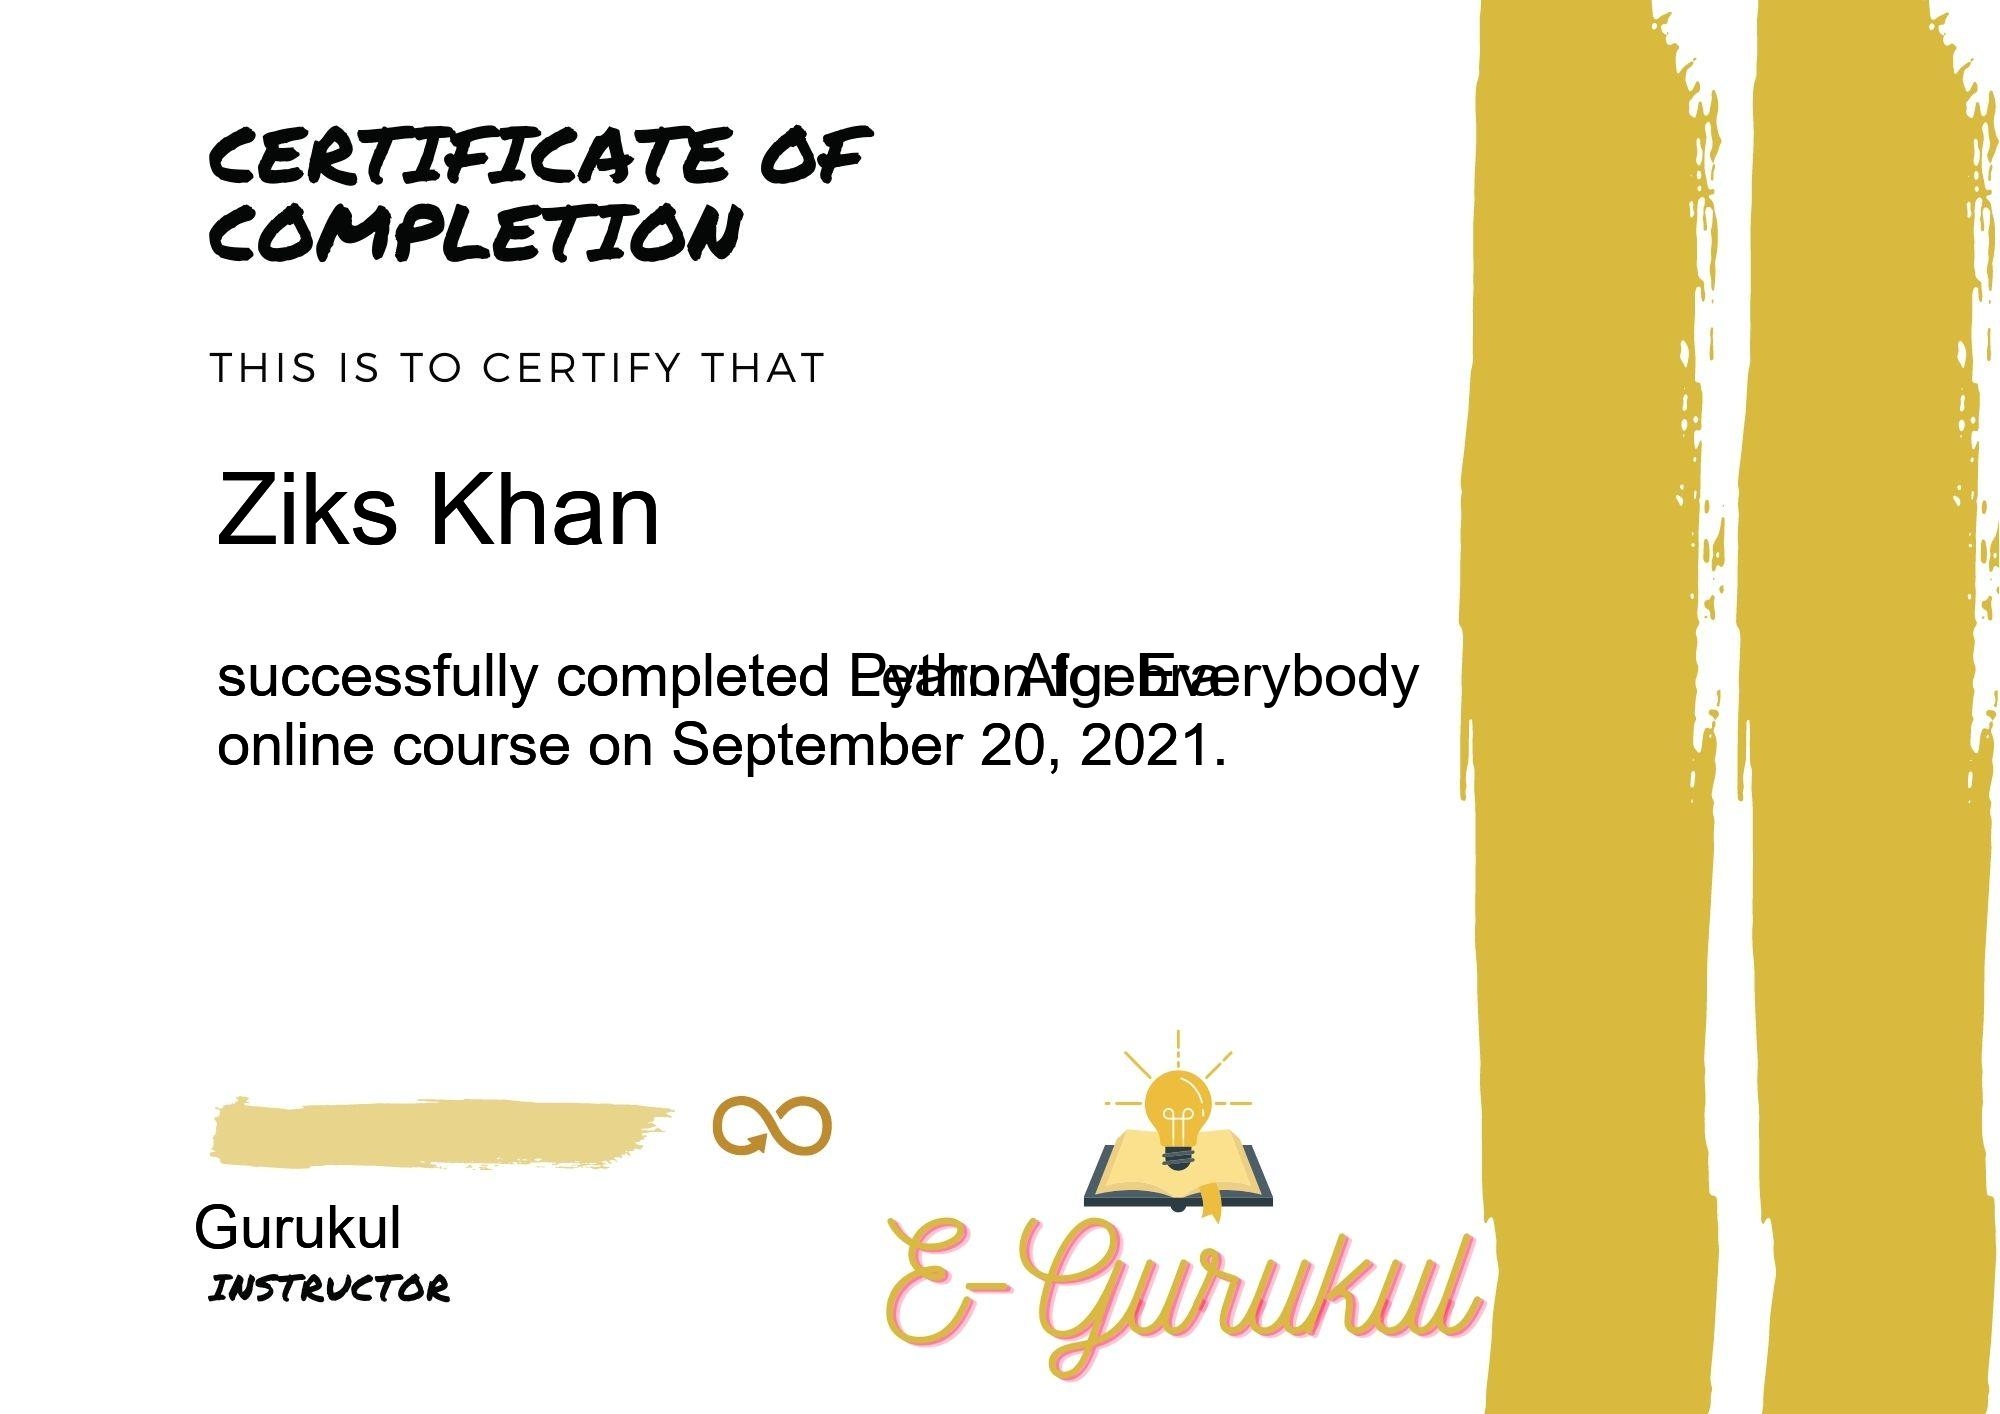 CERTIFICATE OF
COMPLETION
THIS IS TO CERTIFY THAT
Ziks Khan
successfully completed Python for Everybody
Learn Algebra
online course on September 20, 2021.
Gurukul
INSTRUCTOR
E-Gurukul